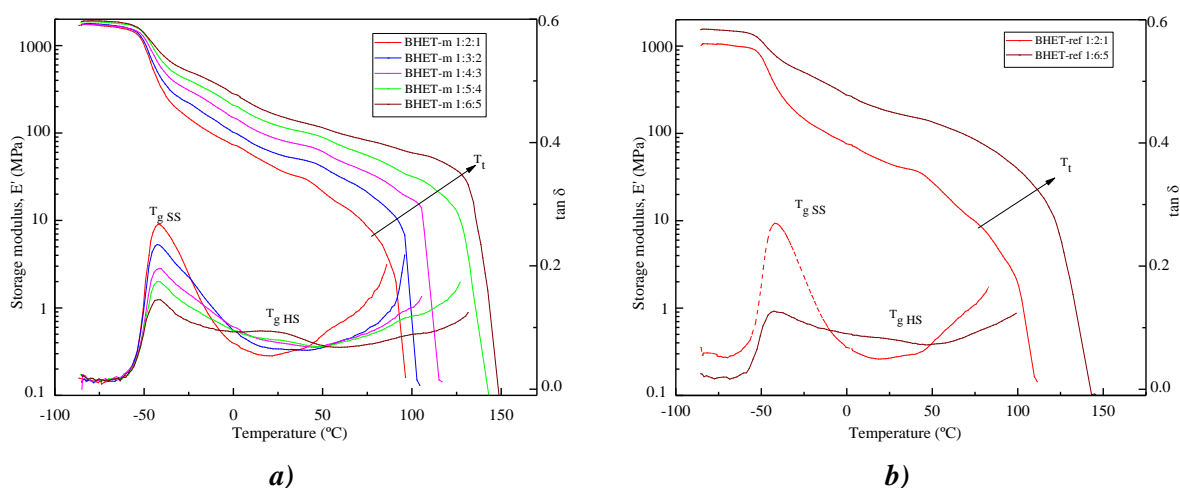 1000
100
10
1
0.1
Storage modulus, E' (MPa)
0.6
0.4
0.2
0.0
tan δ
BHET-m 1:2:1
BHET-m 1:3:2
BHET-m 1:4:3
BHET-m 1:5:4
BHET-m 1:6:5
Tt
Tg SS
Tg HS
-100 -50 0 50 100 150
Temperature (ºC)
a)
1000
100
10
1
0.1
Storage modulus, E' (MPa)
0.6
0.4
0.2
0.0
tan δ
BHET-ref 1:2:1
BHET-ref 1:6:5
Tt
Tg SS
Tg HS
-100 -50 0 50 100 150
Temperature (ºC)
b)